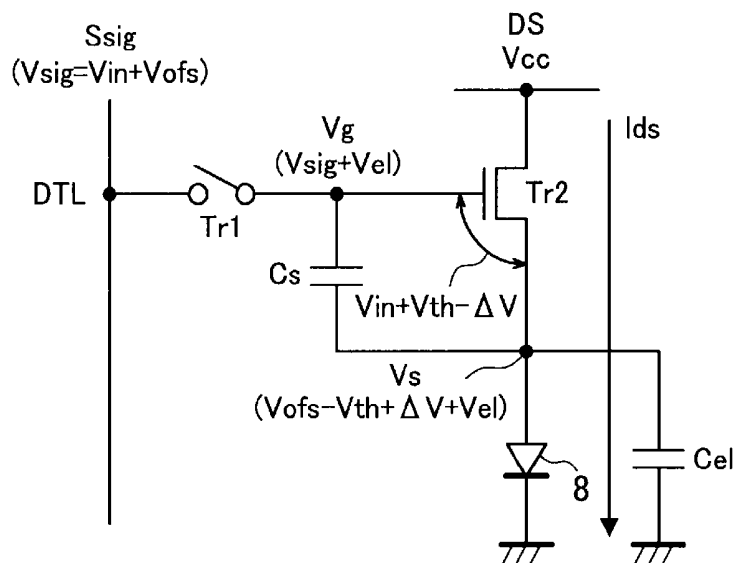 Ssig
(Vsig=Vin+Vofs)
DS
Vcc
Vg
(Vsig+Vel)
Ids
DTL
Tr1
Tr2
Cs
Vin+Vth-ΔV
Vs
(Vofs-Vth+ΔV+Vel)
8
Cel